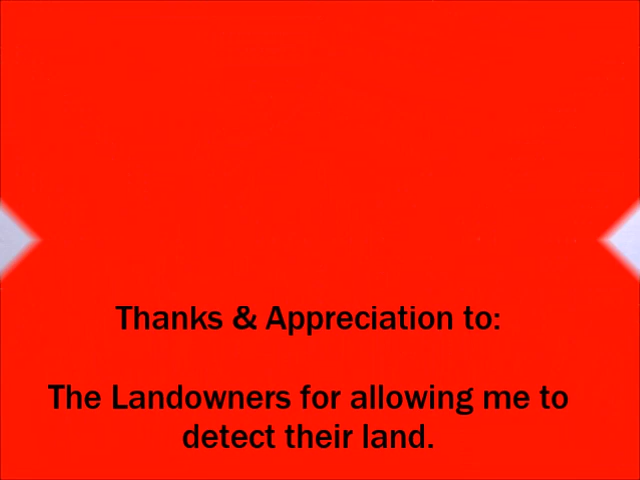 Thanks & Appreciation to:
The Landowners for allowing me to
detect their land.